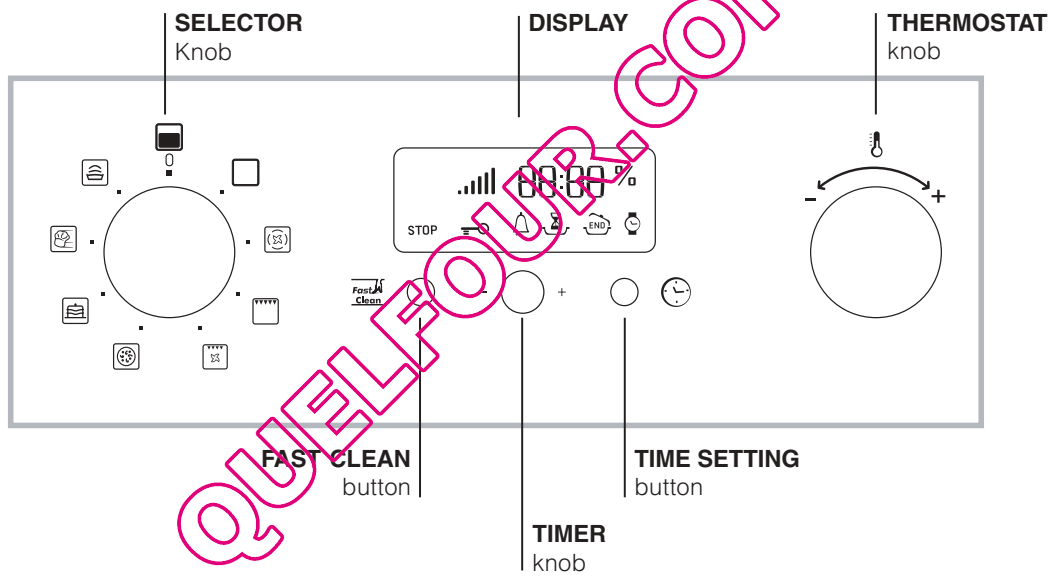 SELECTOR
Knob
DISPLAY
THERMOSTAT
knob
0
88:88 %
STOP
END
- +
Fast
Clean
- +
FAST CLEAN
button
TIME SETTING
button
TIMER
knob
QUELFOUR.COM